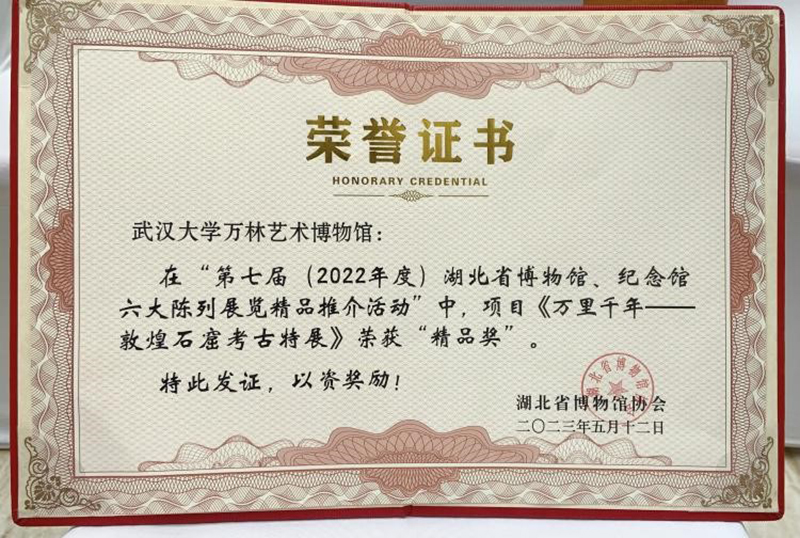 荣誉证书
HONORARY CREDENTIAL
武汉大学万林艺术博物馆：
在“第七届（2022年度）湖北省博物馆、纪念馆
六大陈列展览精品推介活动”中，项目《万里千年——
敦煌石窟考古特展》荣获“精品奖”。
特此发证，以资奖励！
湖北省博物馆协会
二〇二三年五月十二日